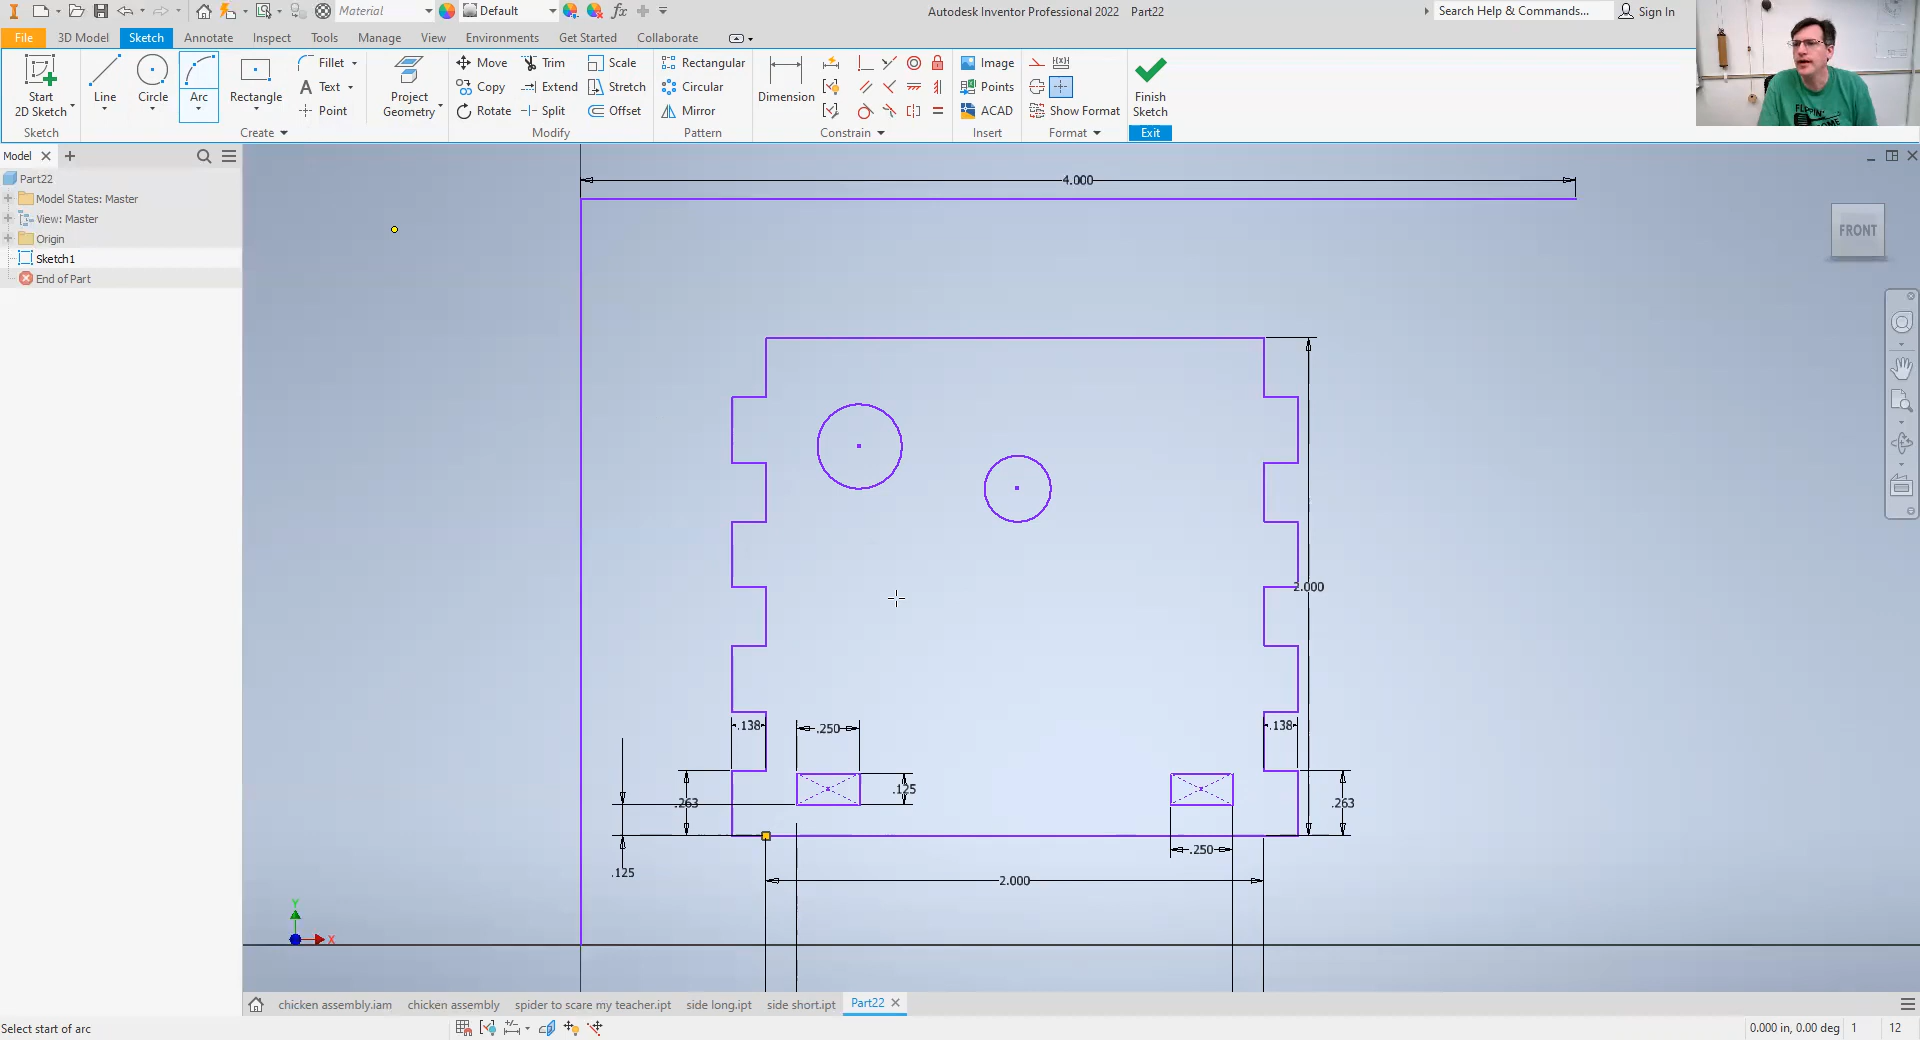 Material
Default
fx
Autodesk Inventor Professional 2022 Part22
Search Help & Commands...
Sign In
File
3D Model
Sketch
Annotate
Inspect
Tools
Manage
View
Environments
Get Started
Collaborate
Start
2D Sketch
Line
Circle
Arc
Rectangle
Fillet
Text
Point
Project
Geometry
Move
Copy
Rotate
Trim
Extend
Split
Scale
Stretch
Offset
Rectangular
Circular
Mirror
Dimension
Image
Points
ACAD
Show Format
Finish
Sketch
Sketch
Create
Modify
Pattern
Constrain
Insert
Format
Exit
Model
Part22
Model States: Master
View: Master
Origin
Sketch1
End of Part
4.000
FRONT
2.000
.138
.250
.138
.263
.125
.263
.250
.125
2.000
Y
X
chicken assembly.iam
chicken assembly
spider to scare my teacher.ipt
side long.ipt
side short.ipt
Part22
Select start of arc
0.000 in, 0.00 deg
1
12